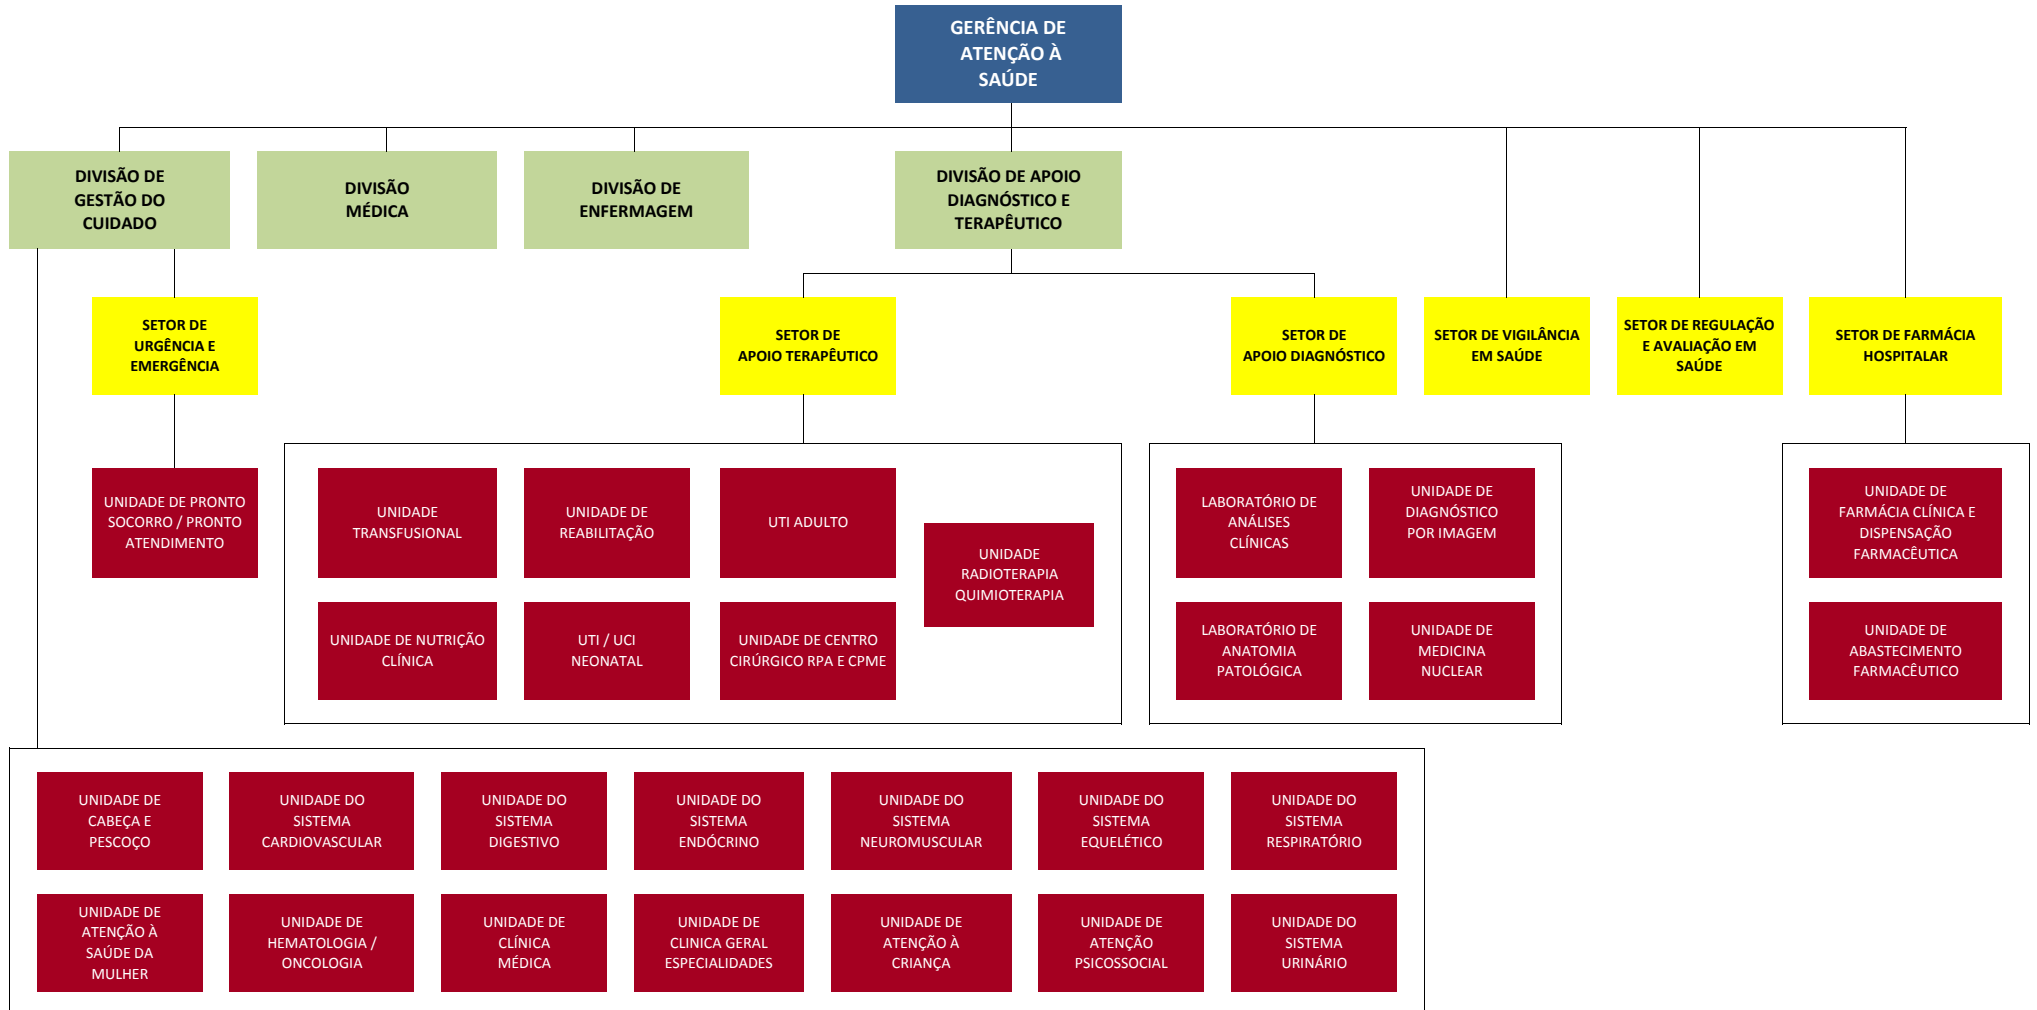 GERÊNCIA DE
ATENÇÃO À
SAÚDE
DIVISÃO DE
GESTÃO DO
CUIDADO
DIVISÃO
MÉDICA
DIVISÃO DE
ENFERMAGEM
DIVISÃO DE APOIO
DIAGNÓSTICO E
TERAPÊUTICO
SETOR DE
URGÊNCIA E
EMERGÊNCIA
SETOR DE
APOIO TERAPÊUTICO
SETOR DE
APOIO DIAGNÓSTICO
SETOR DE VIGILÂNCIA
EM SAÚDE
SETOR DE REGULAÇÃO
E AVALIAÇÃO EM
SAÚDE
SETOR DE FARMÁCIA
HOSPITALAR
UNIDADE DE PRONTO
SOCORRO / PRONTO
ATENDIMENTO
UNIDADE
TRANSFUSIONAL
UNIDADE DE
REABILITAÇÃO
UTI ADULTO
UNIDADE
RADIOTERAPIA
QUIMIOTERAPIA
UNIDADE DE NUTRIÇÃO
CLÍNICA
UTI / UCI
NEONATAL
UNIDADE DE CENTRO
CIRÚRGICO RPA E CPME
LABORATÓRIO DE
ANÁLISES
CLÍNICAS
UNIDADE DE
DIAGNÓSTICO
POR IMAGEM
LABORATÓRIO DE
ANATOMIA
PATOLÓGICA
UNIDADE DE
MEDICINA
NUCLEAR
UNIDADE DE
FARMÁCIA CLÍNICA E
DISPENSAÇÃO
FARMACÊUTICA
UNIDADE DE
ABASTECIMENTO
FARMACÊUTICO
UNIDADE DE
CABEÇA E
PESCOÇO
UNIDADE DO
SISTEMA
CARDIOVASCULAR
UNIDADE DO
SISTEMA
DIGESTIVO
UNIDADE DO
SISTEMA
ENDÓCRINO
UNIDADE DO
SISTEMA
NEUROMUSCULAR
UNIDADE DO
SISTEMA
EQUELÉTICO
UNIDADE DO
SISTEMA
RESPIRATÓRIO
UNIDADE DE
ATENÇÃO À
SAÚDE DA
MULHER
UNIDADE DE
HEMATOLOGIA /
ONCOLOGIA
UNIDADE DE
CLÍNICA
MÉDICA
UNIDADE DE
CLINICA GERAL
ESPECIALIDADES
UNIDADE DE
ATENÇÃO À
CRIANÇA
UNIDADE DE
ATENÇÃO
PSICOSSOCIAL
UNIDADE DO
SISTEMA
URINÁRIO